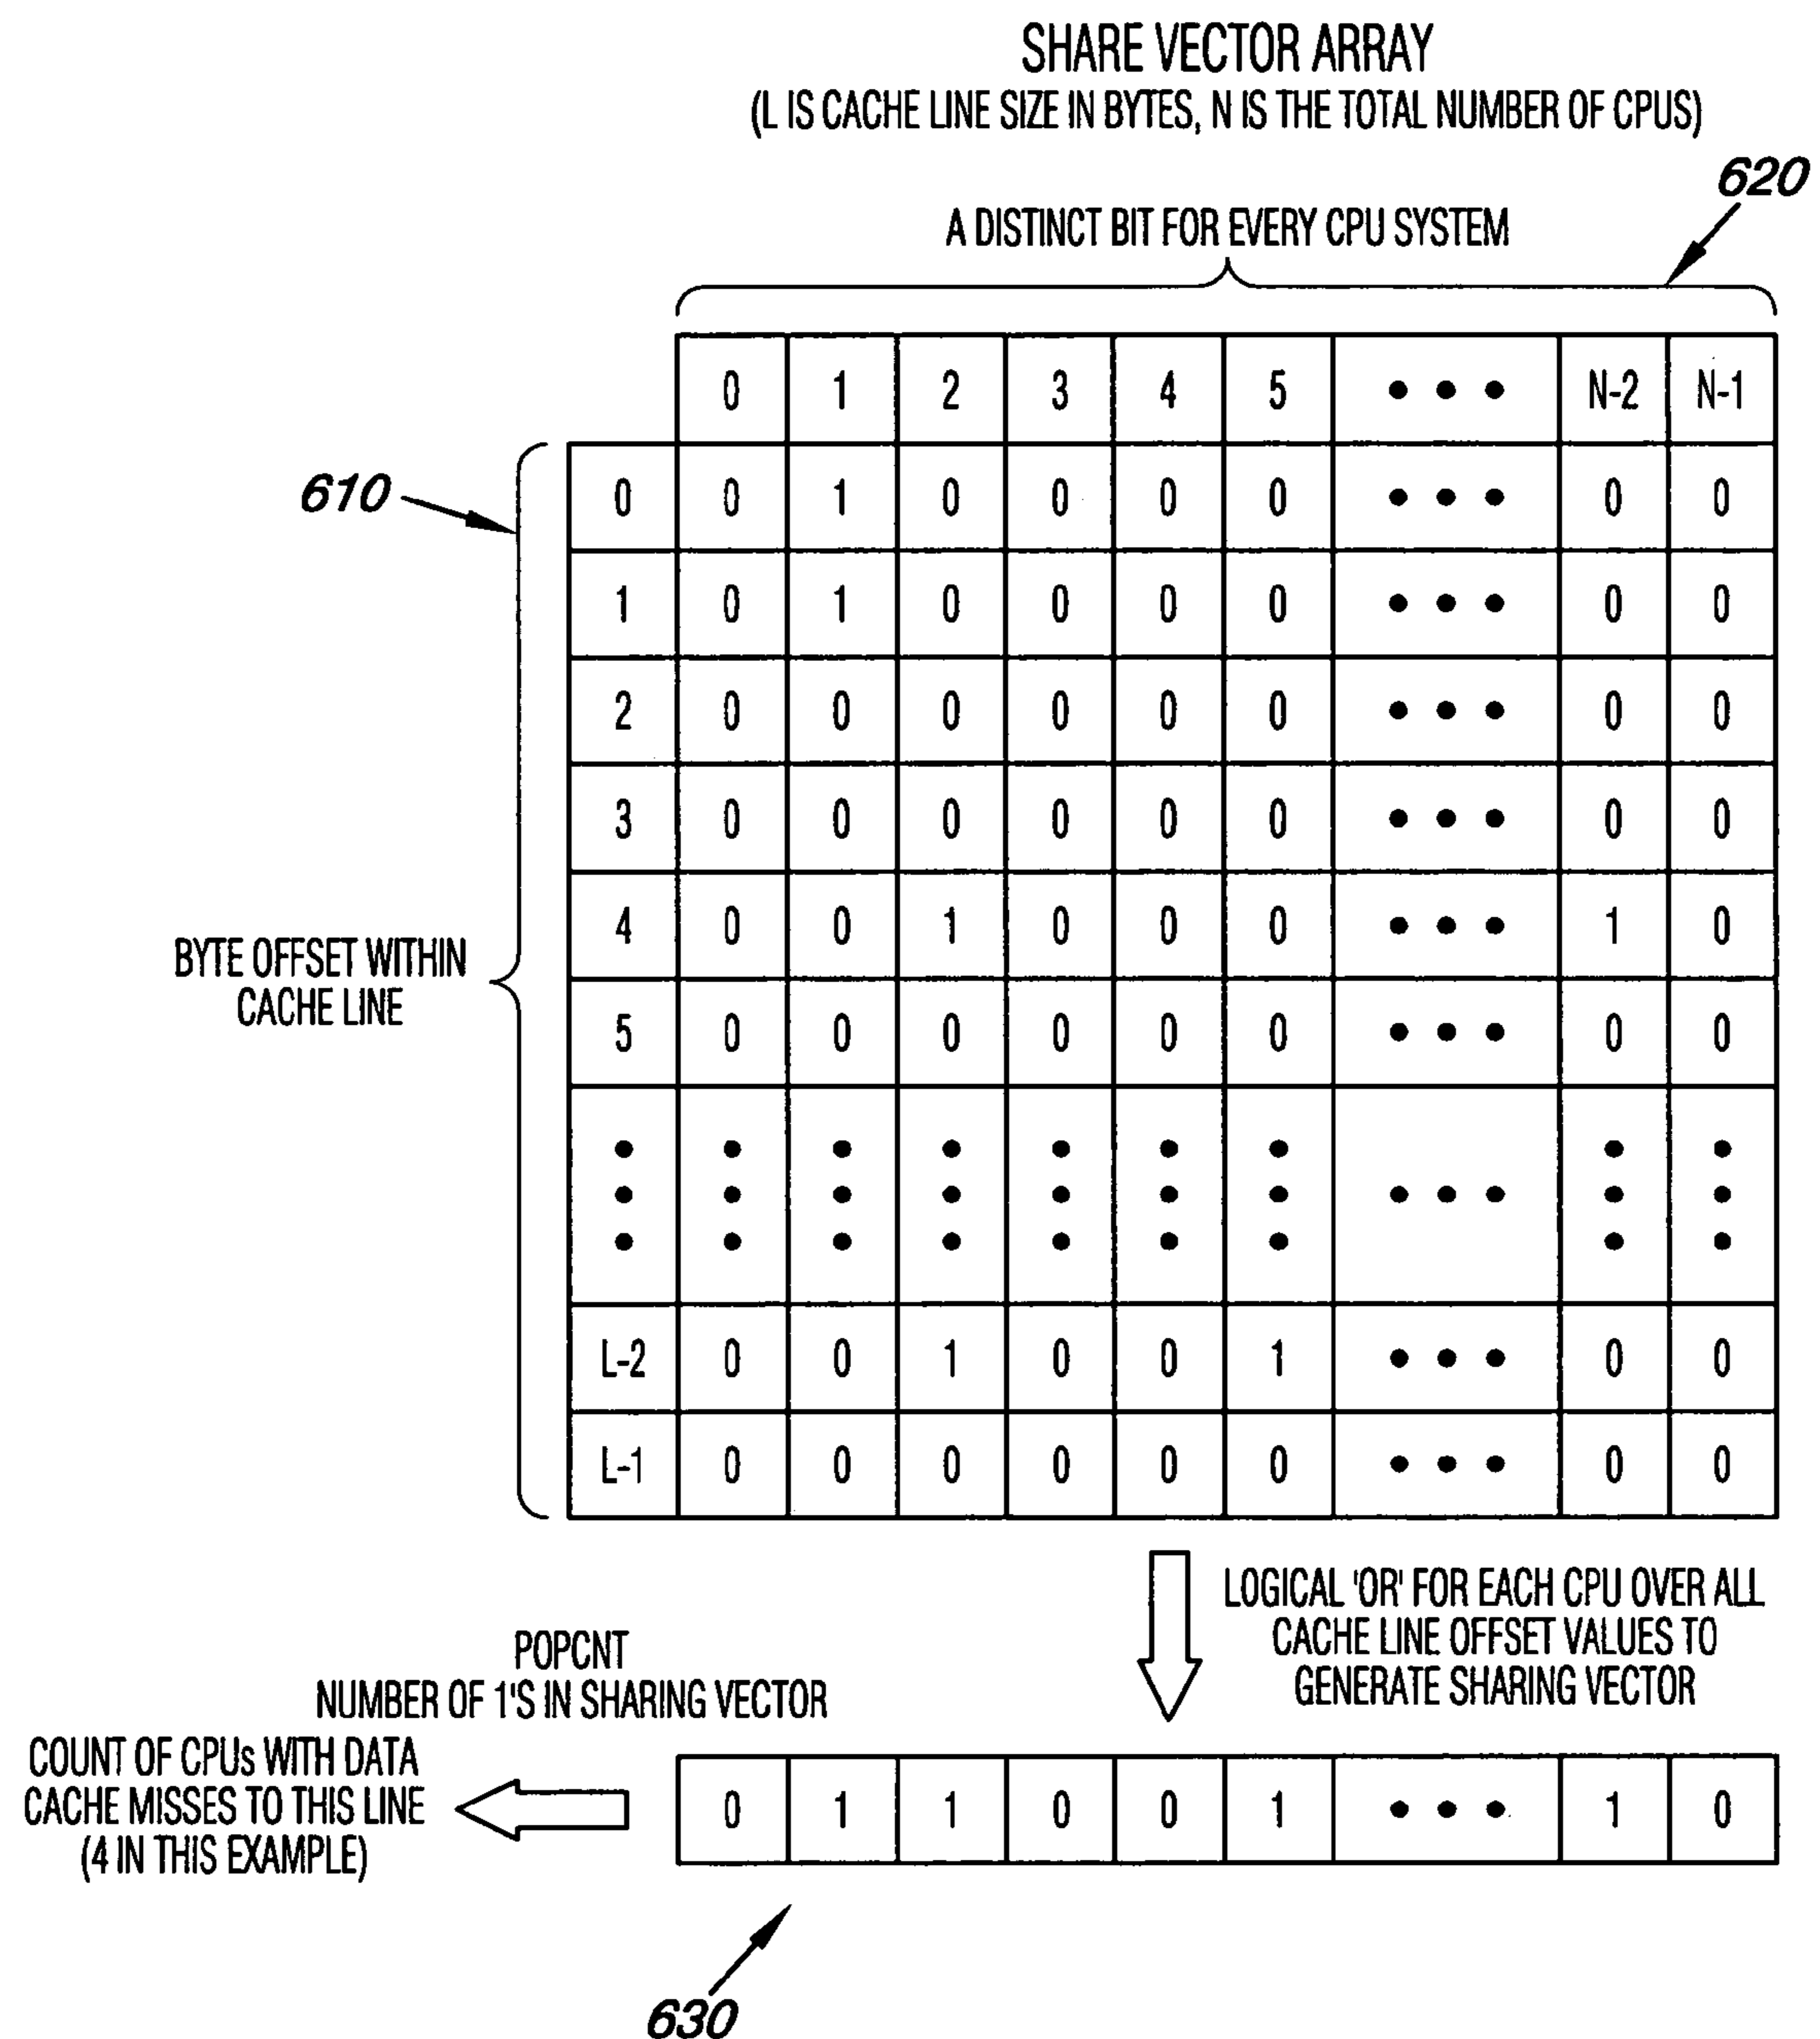 SHARE VECTOR ARRAY
(L IS CACHE LINE SIZE IN BYTES, N IS THE TOTAL NUMBER OF CPUS)
620
A DISTINCT BIT FOR EVERY CPU SYSTEM
0 1 2 3 4 5 • • • N-2 N-1
610
0 0 1 0 0 0 0 • • • 0 0
1 0 1 0 0 0 0 • • • 0 0
2 0 0 0 0 0 0 • • • 0 0
3 0 0 0 0 0 0 • • • 0 0
4 0 0 1 0 0 0 • • • 1 0
BYTE OFFSET WITHIN
CACHE LINE
5 0 0 0 0 0 0 • • • 0 0
L-2 0 0 1 0 0 1 • • • 0 0
L-1 0 0 0 0 0 0 • • • 0 0
LOGICAL 'OR' FOR EACH CPU OVER ALL
CACHE LINE OFFSET VALUES TO
GENERATE SHARING VECTOR
POPCNT
NUMBER OF 1'S IN SHARING VECTOR
COUNT OF CPUs WITH DATA
CACHE MISSES TO THIS LINE
(4 IN THIS EXAMPLE)
0 1 1 0 0 1 • • • 1 0
630